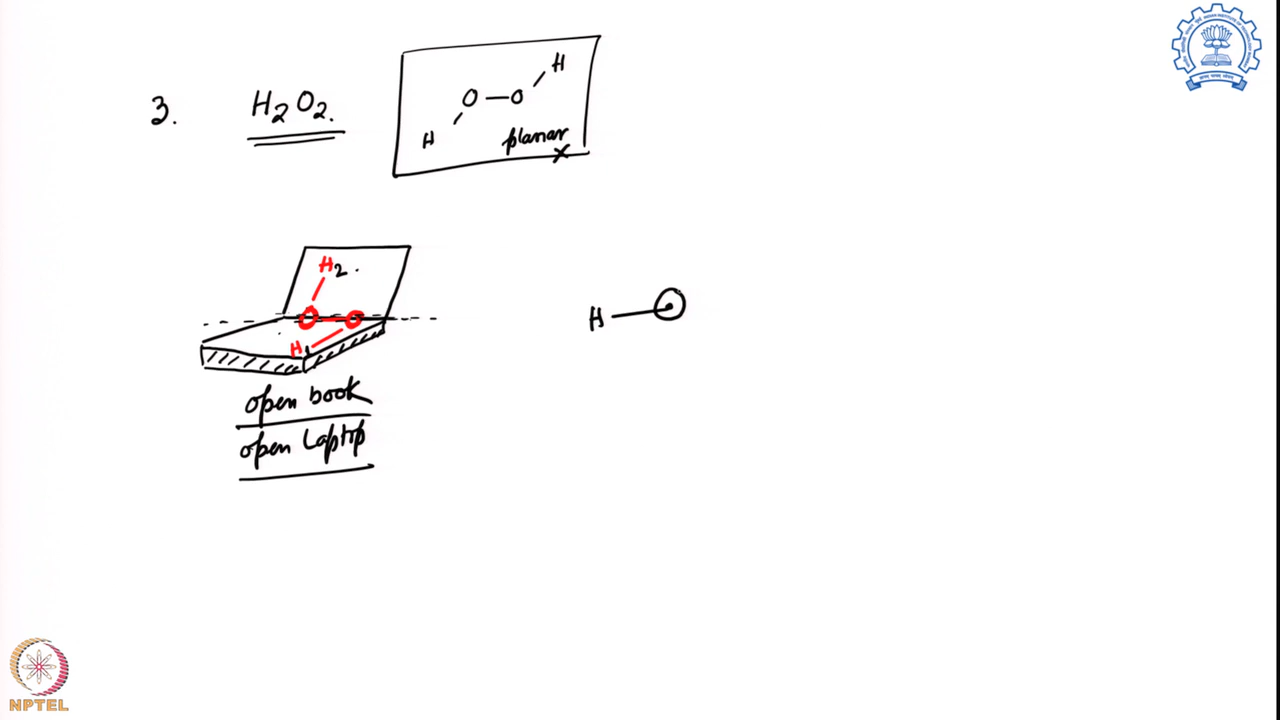 3. H2O2.
H
O — O
H
planar
×
H2
O O
H1
H — O
open book
open Laptop
NPTEL